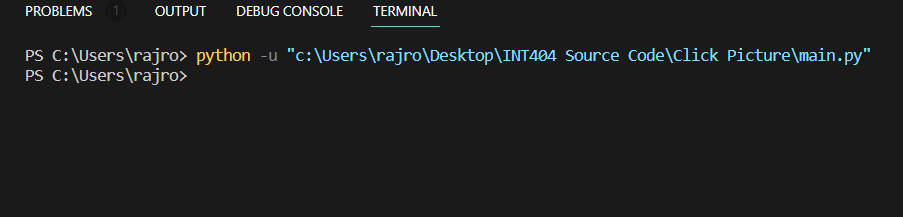 PROBLEMS 1 OUTPUT DEBUG CONSOLE TERMINAL
PS C:\Users\rajro> python -u "c:\Users\rajro\Desktop\INT404 Source Code\Click Picture\main.py"
PS C:\Users\rajro>